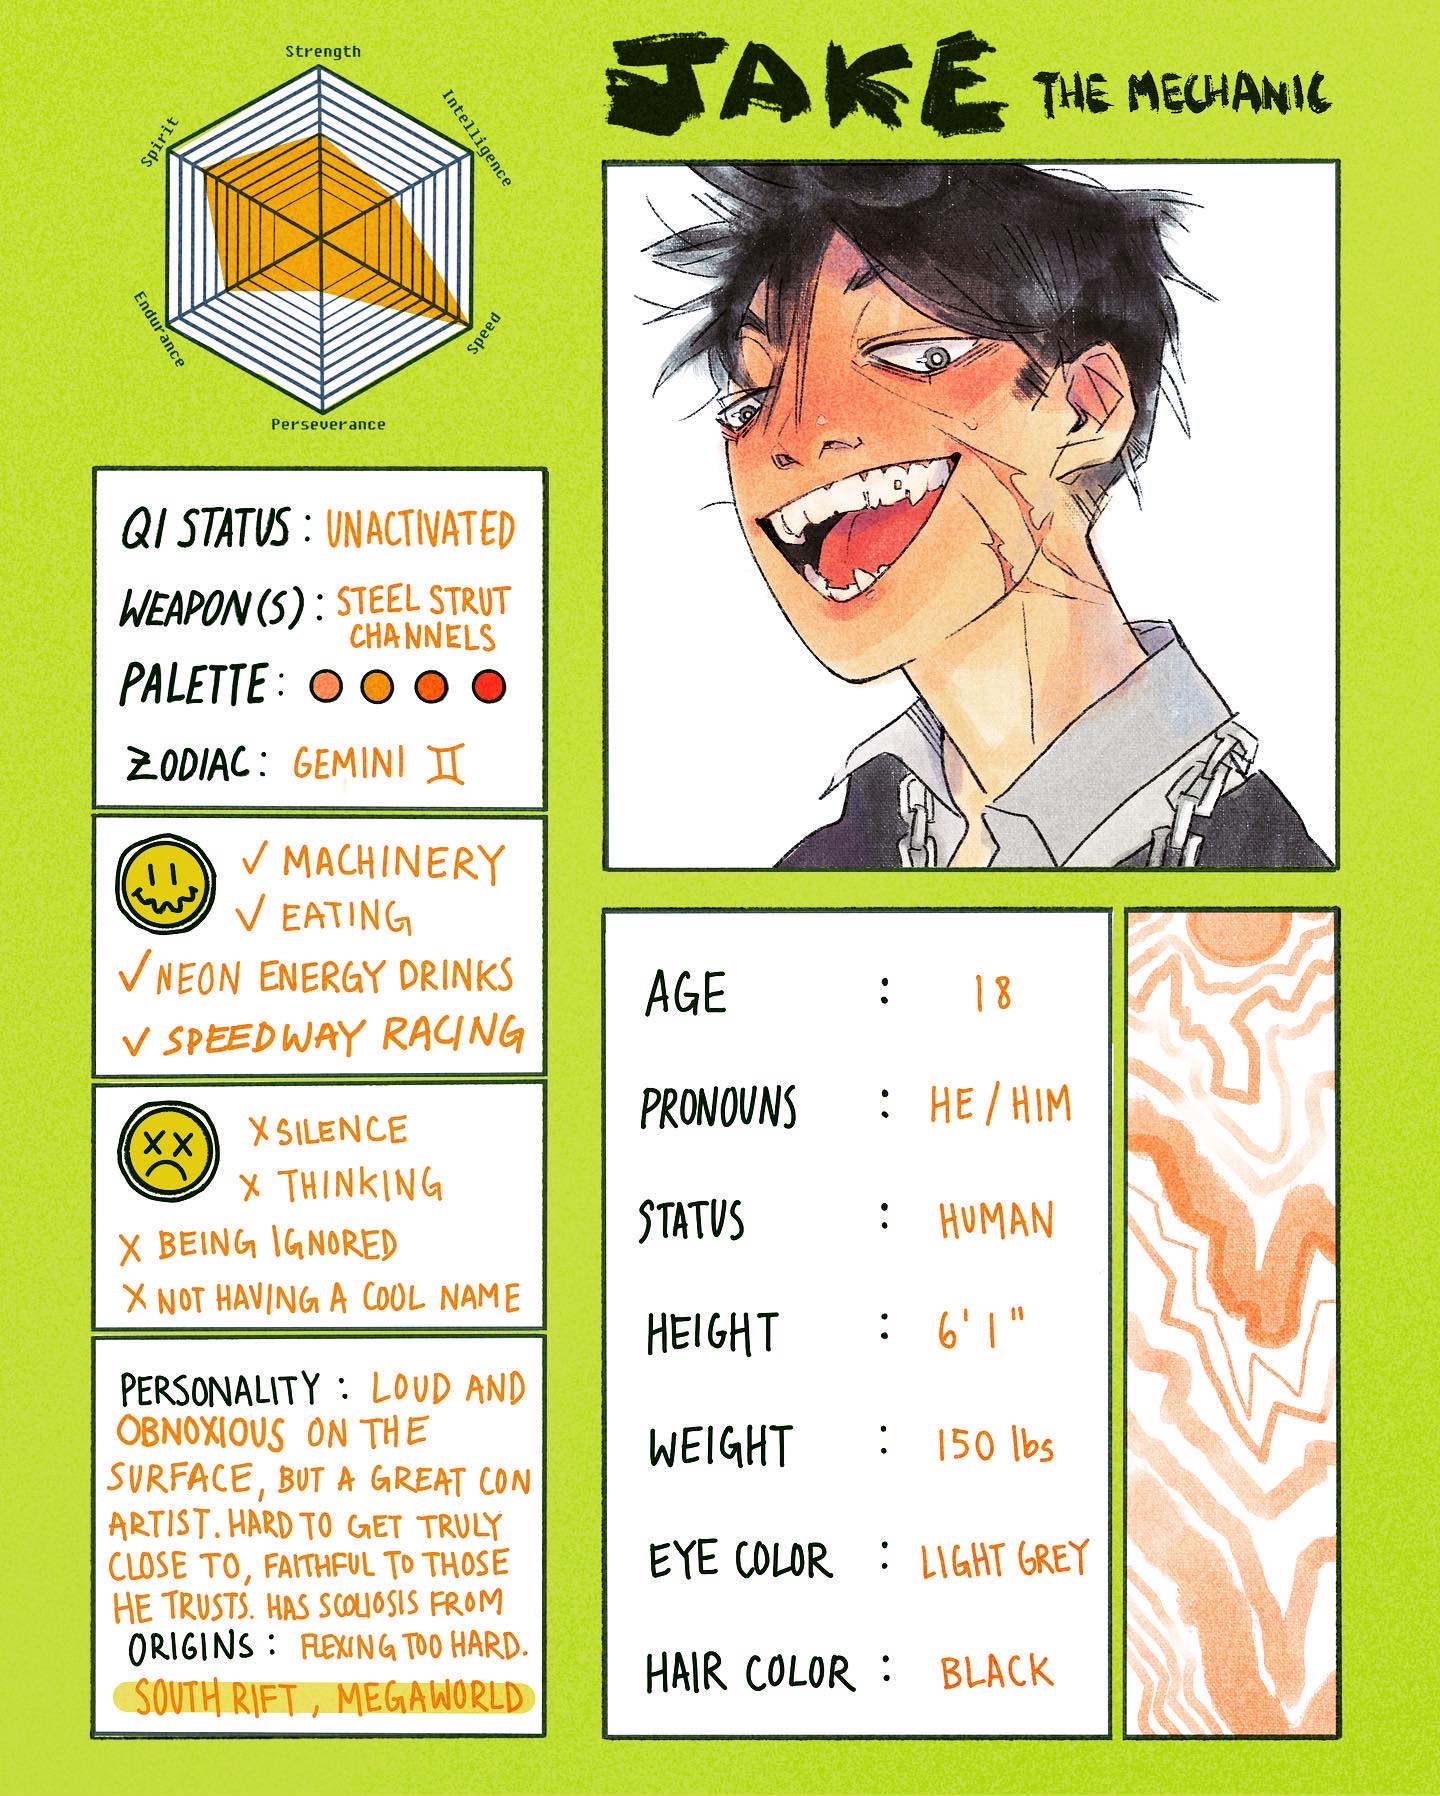 JAKE THE MECHANIC
Strength
Intelligence
Spirit
Endurance
Speed
Perseverance
QI STATUS : UNACTIVATED
WEAPON(S) : STEEL STRUT
CHANNELS
PALETTE :
ZODIAC : GEMINI ♊
✓ MACHINERY
✓ EATING
✓ NEON ENERGY DRINKS
✓ SPEEDWAY RACING
X SILENCE
X THINKING
X BEING IGNORED
X NOT HAVING A COOL NAME
PERSONALITY : LOUD AND
OBNOXIOUS ON THE
SURFACE, BUT A GREAT CON
ARTIST. HARD TO GET TRULY
CLOSE TO, FAITHFUL TO THOSE
HE TRUSTS. HAS SCOLIOSIS FROM
FLEXING TOO HARD.
ORIGINS :
SOUTH RIFT, MEGAWORLD
AGE : 18
PRONOUNS : HE / HIM
STATUS : HUMAN
HEIGHT : 6' 1"
WEIGHT : 150 lbs
EYE COLOR : LIGHT GREY
HAIR COLOR : BLACK